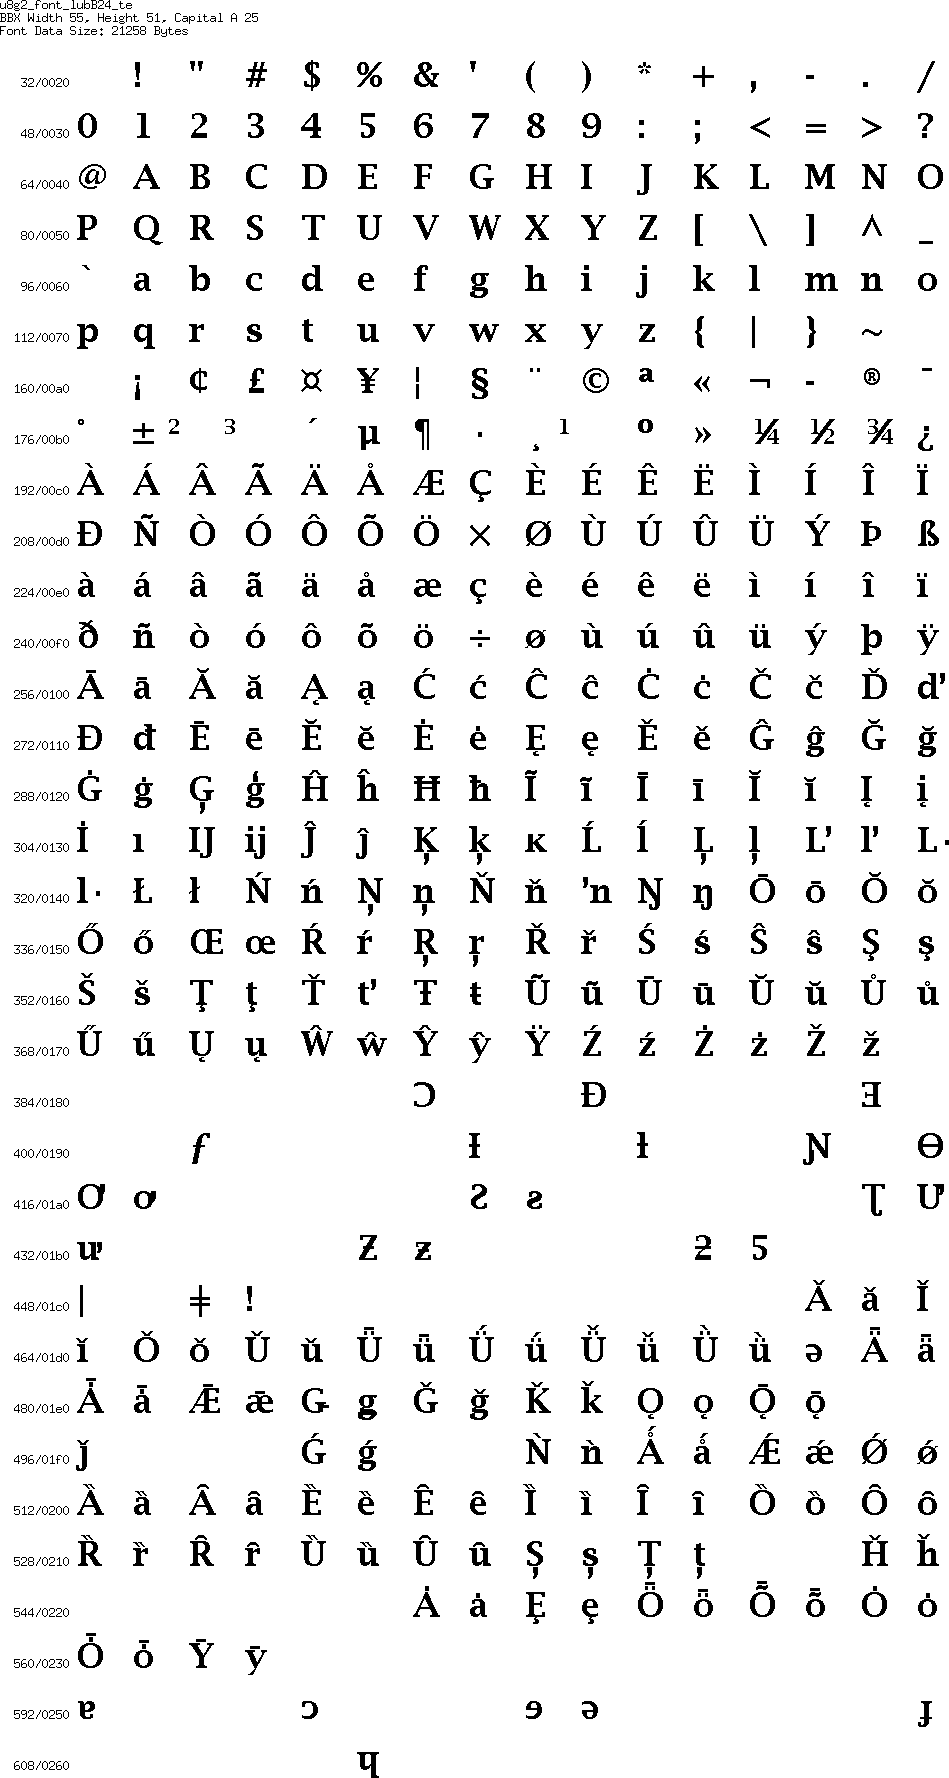 u8g2_font_lubB24_te
BBX Width 55, Height 51, Capital A 25
Font Data Size: 21258 Bytes
32/0020 ! " # $ % & ' ( ) * + , - . /
48/0030 0 1 2 3 4 5 6 7 8 9 : ; < = > ?
64/0040 @ A B C D E F G H I J K L M N O
80/0050 P Q R S T U V W X Y Z [ \ ] ^ _
96/0060 ` a b c d e f g h i j k l m n o
112/0070 p q r s t u v w x y z { | } ~
160/00a0 ¡ ¢ £ ¤ ¥ ¦ § ¨ © ª « ¬ - ® ¯
176/00b0 ° ± ² ³ ´ µ ¶ · ¸ ¹ º » ¼ ½ ¾ ¿
192/00c0 À Á Â Ã Ä Å Æ Ç È É Ê Ë Ì Í Î Ï
208/00d0 Ð Ñ Ò Ó Ô Õ Ö × Ø Ù Ú Û Ü Ý Þ ß
224/00e0 à á â ã ä å æ ç è é ê ë ì í î ï
240/00f0 ð ñ ò ó ô õ ö ÷ ø ù ú û ü ý þ ÿ
256/0100 Ā ā Ă ă Ą ą Ć ć Ĉ ĉ Ċ ċ Č č Ď ď
272/0110 Đ đ Ē ē Ĕ ĕ Ė ė Ę ę Ě ě Ĝ ĝ Ğ ğ
288/0120 Ġ ġ Ģ ģ Ĥ ĥ Ħ ħ Ĩ ĩ Ī ī Ĭ ĭ Į į
304/0130 İ ı Ĳ ĳ Ĵ ĵ Ķ ķ ĸ Ĺ ĺ Ļ ļ Ľ ľ Ŀ
320/0140 ŀ Ł ł Ń ń Ņ ņ Ň ň ŉ Ŋ ŋ Ō ō Ŏ ŏ
336/0150 Ő ő Œ œ Ŕ ŕ Ŗ ŗ Ř ř Ś ś Ŝ ŝ Ş ş
352/0160 Š š Ţ ţ Ť ť Ŧ ŧ Ũ ũ Ū ū Ŭ ŭ Ů ů
368/0170 Ű ű Ų ų Ŵ ŵ Ŷ ŷ Ÿ Ź ź Ż ż Ž ž
384/0180 Ɔ Ɖ Ǝ
400/0190 ƒ Ɨ ƚ Ɲ Ɵ
416/01a0 Ơ ơ Ƨ ƨ Ʈ Ư
432/01b0 ư Ƶ ƶ ƻ Ƽ
448/01c0 ǀ ǂ ǃ Ǎ ǎ Ǐ
464/01d0 ǐ Ǒ ǒ Ǔ ǔ Ǖ ǖ Ǘ ǘ Ǚ ǚ Ǜ ǜ ǝ Ǟ ǟ
480/01e0 Ǡ ǡ Ǣ ǣ Ǥ ǥ Ǧ ǧ Ǩ ǩ Ǫ ǫ Ǭ ǭ
496/01f0 ǰ Ǵ ǵ Ǹ ǹ Ǻ ǻ Ǽ ǽ Ǿ ǿ
512/0200 Ȁ ȁ Ȃ ȃ Ȅ ȅ Ȇ ȇ Ȉ ȉ Ȋ ȋ Ȍ ȍ Ȏ ȏ
528/0210 Ȑ ȑ Ȓ ȓ Ȕ ȕ Ȗ ȗ Ș ș Ț ț Ȟ ȟ
544/0220 Ȧ ȧ Ȩ ȩ Ȫ ȫ Ȭ ȭ Ȯ ȯ
560/0230 Ȱ ȱ Ȳ ȳ
592/0250 ɐ ɔ ɘ ə ɟ
608/0260 ɥ